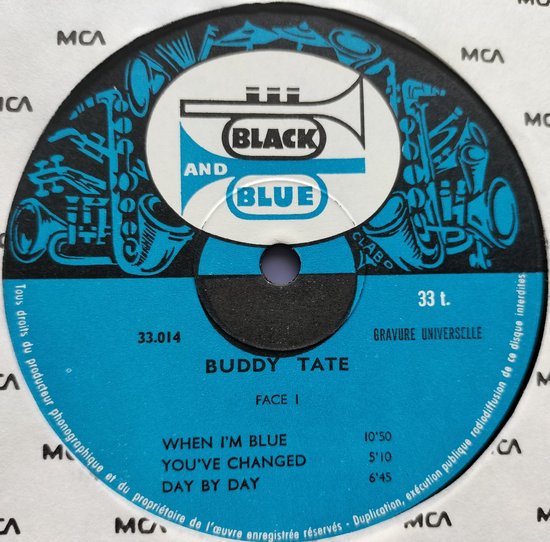 MCA
MCA
MCA
MCA
BLACK
AND
BLUE
CLABO
33 t.
33.014
GRAVURE UNIVERSELLE
BUDDY TATE
FACE I
WHEN I'M BLUE 10'50
YOU'VE CHANGED 5'10
DAY BY DAY 6'45
Tous droits du producteur phonographique et du propriétaire de l'œuvre enregistrée réservés - Duplication, exécution publique radiodiffusion de ce disque interdites
MCA
MCA
MCA
MCA